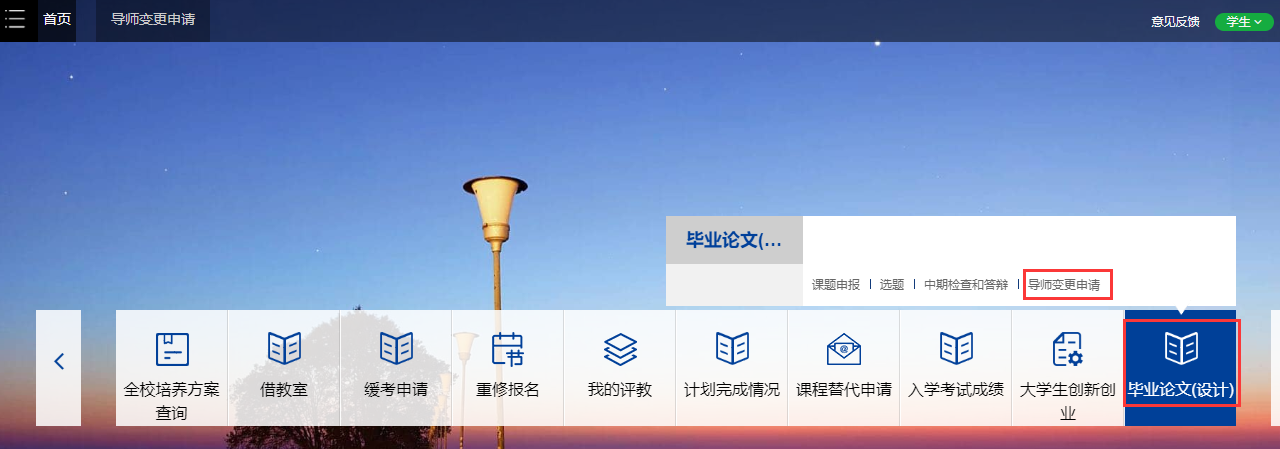 首页
导师变更申请
意见反馈
学生
毕业论文(...
课题申报
选题
中期检查和答辩
导师变更申请
全校培养方案
查询
借教室
缓考申请
重修报名
我的评教
计划完成情况
课程替代申请
入学考试成绩
大学生创新创
业
毕业论文(设计)